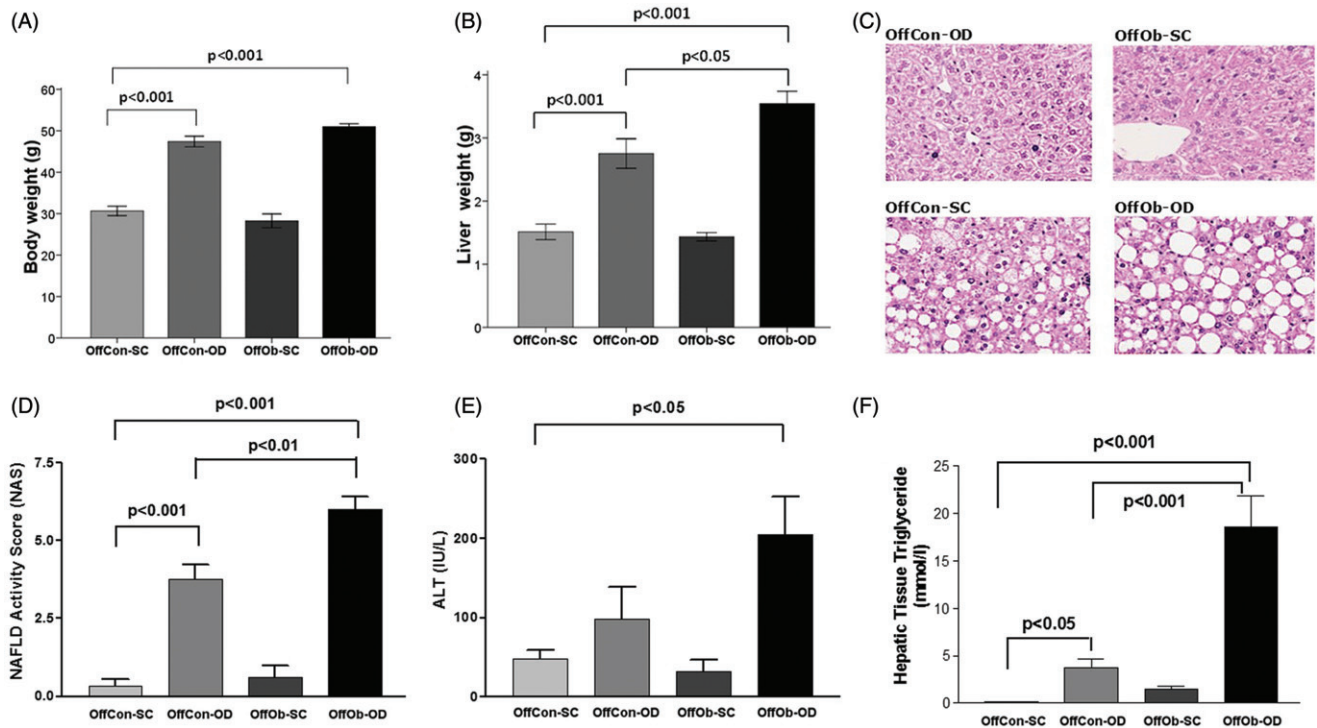 (A)
p<0.001
p<0.001
Body weight (g)
60
50
40
30
20
10
0
OffCon-SC OffCon-OD OffOb-SC OffOb-OD
(B)
p<0.001
p<0.05
p<0.001
Liver weight (g)
4
3
2
1
0
OffCon-SC OffCon-OD OffOb-SC OffOb-OD
(C)
OffCon-OD OffOb-SC
OffCon-SC OffOb-OD
(D)
p<0.001
p<0.01
p<0.001
NAFLD Activity Score (NAS)
7.5
5.0
2.5
0.0
OffCon-SC OffCon-OD OffOb-SC OffOb-OD
(E)
p<0.05
ALT (IU/L)
300
200
100
0
OffCon-SC OffCon-OD OffOb-SC OffOb-OD
(F)
p<0.001
p<0.001
p<0.05
Hepatic Tissue Triglyceride
(mmol/l)
25
20
15
10
5
0
OffCon-SC OffCon-OD OffOb-SC OffOb-OD